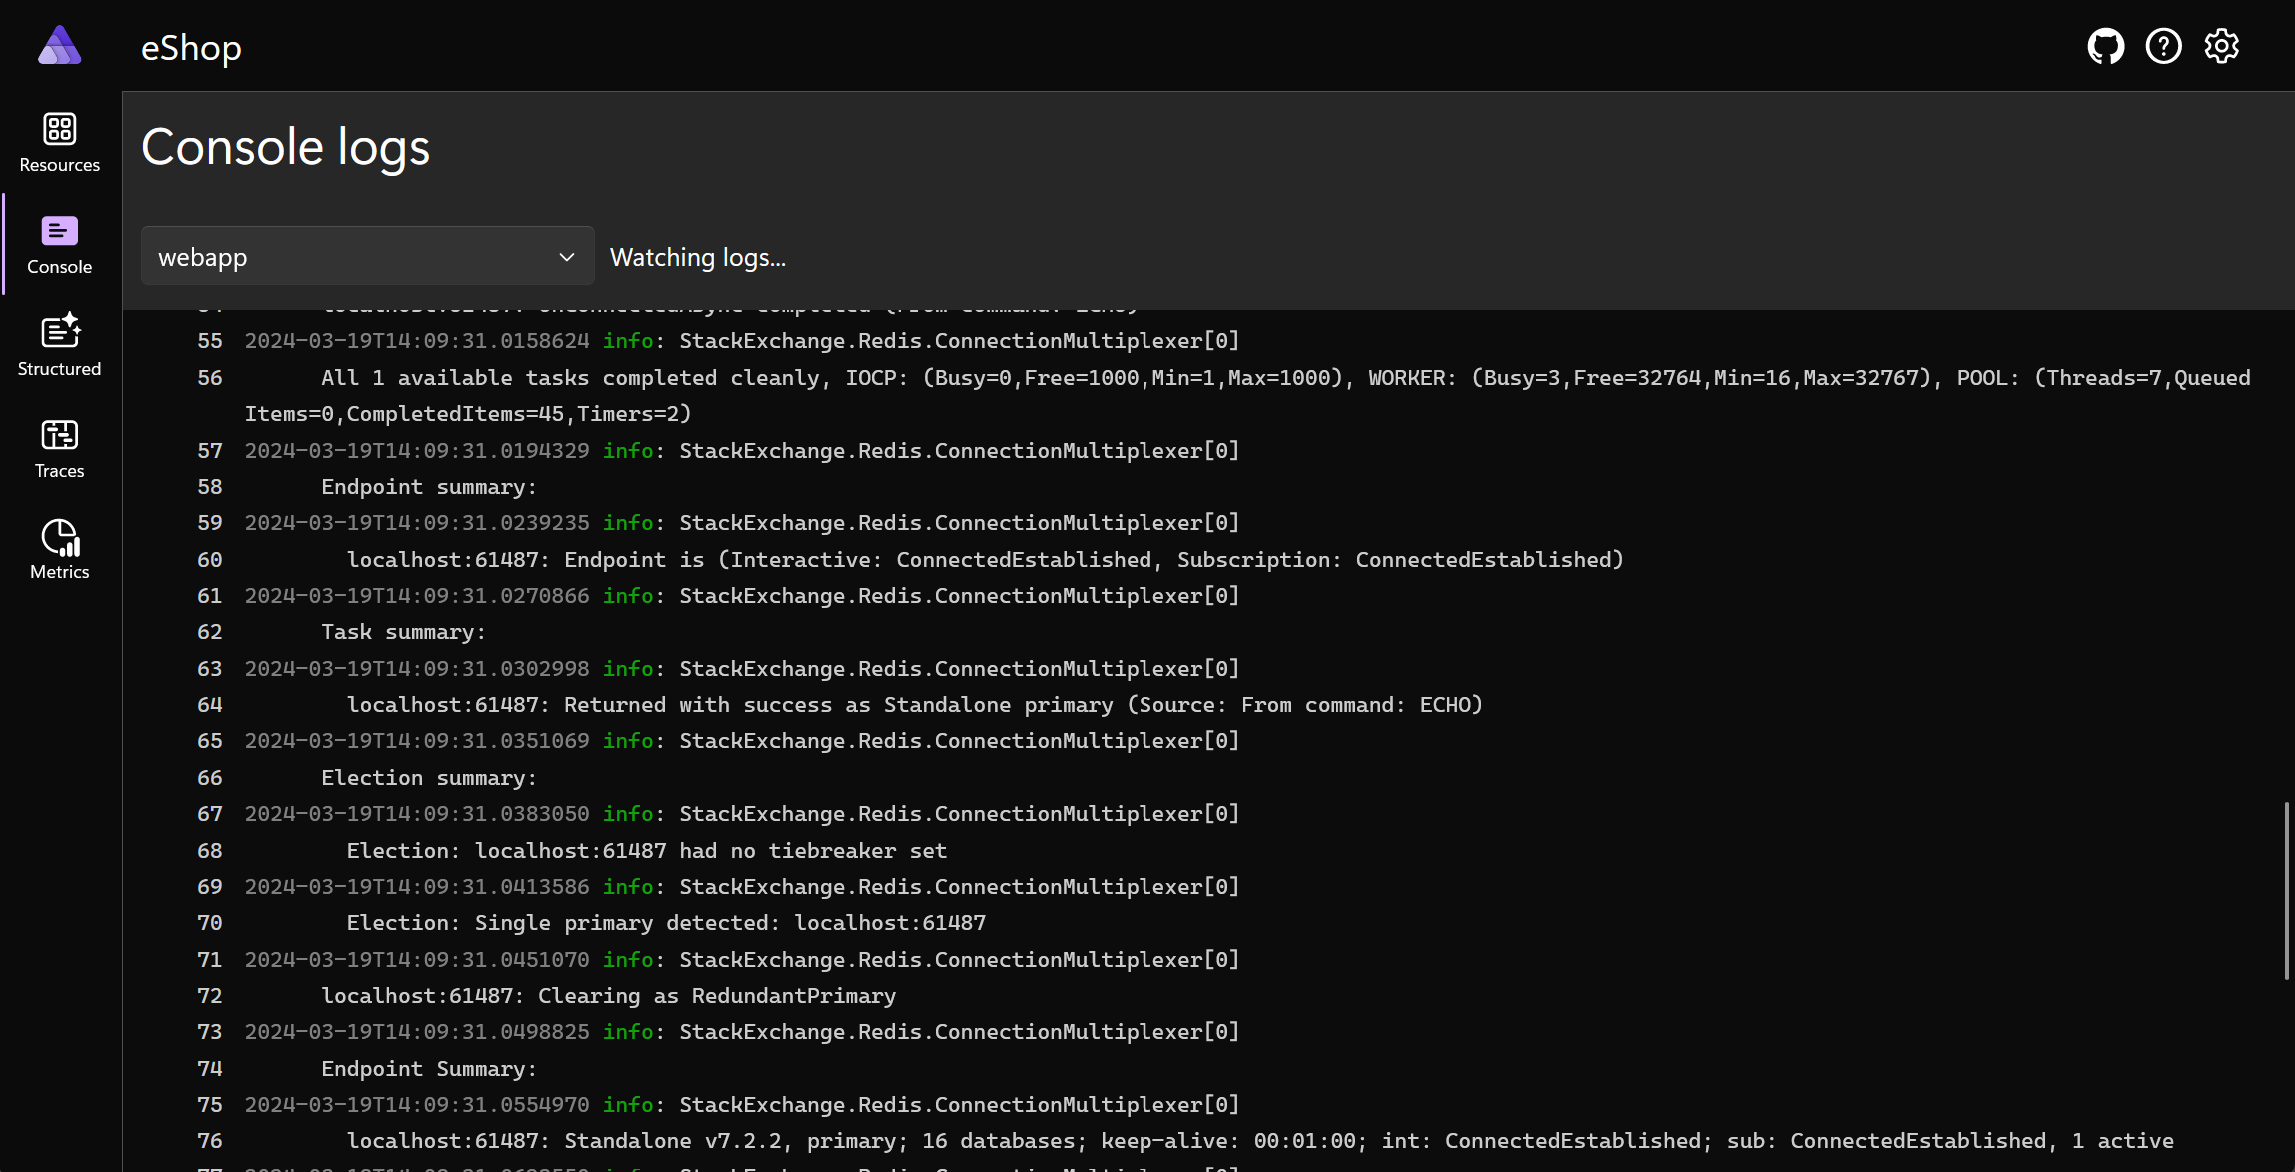 eShop
Resources
Console
Structured
Traces
Metrics
Console logs
webapp
Watching logs...
55 2024-03-19T14:09:31.0158624 info: StackExchange.Redis.ConnectionMultiplexer[0]
56 All 1 available tasks completed cleanly, IOCP: (Busy=0,Free=1000,Min=1,Max=1000), WORKER: (Busy=3,Free=32764,Min=16,Max=32767), POOL: (Threads=7,Queued
Items=0,CompletedItems=45,Timers=2)
57 2024-03-19T14:09:31.0194329 info: StackExchange.Redis.ConnectionMultiplexer[0]
58 Endpoint summary:
59 2024-03-19T14:09:31.0239235 info: StackExchange.Redis.ConnectionMultiplexer[0]
60 localhost:61487: Endpoint is (Interactive: ConnectedEstablished, Subscription: ConnectedEstablished)
61 2024-03-19T14:09:31.0270866 info: StackExchange.Redis.ConnectionMultiplexer[0]
62 Task summary:
63 2024-03-19T14:09:31.0302998 info: StackExchange.Redis.ConnectionMultiplexer[0]
64 localhost:61487: Returned with success as Standalone primary (Source: From command: ECHO)
65 2024-03-19T14:09:31.0351069 info: StackExchange.Redis.ConnectionMultiplexer[0]
66 Election summary:
67 2024-03-19T14:09:31.0383050 info: StackExchange.Redis.ConnectionMultiplexer[0]
68 Election: localhost:61487 had no tiebreaker set
69 2024-03-19T14:09:31.0413586 info: StackExchange.Redis.ConnectionMultiplexer[0]
70 Election: Single primary detected: localhost:61487
71 2024-03-19T14:09:31.0451070 info: StackExchange.Redis.ConnectionMultiplexer[0]
72 localhost:61487: Clearing as RedundantPrimary
73 2024-03-19T14:09:31.0498825 info: StackExchange.Redis.ConnectionMultiplexer[0]
74 Endpoint Summary:
75 2024-03-19T14:09:31.0554970 info: StackExchange.Redis.ConnectionMultiplexer[0]
76 localhost:61487: Standalone v7.2.2, primary; 16 databases; keep-alive: 00:01:00; int: ConnectedEstablished; sub: ConnectedEstablished, 1 active